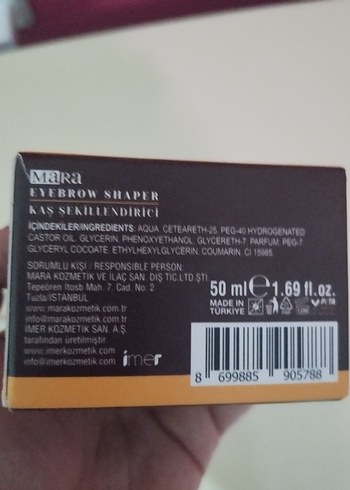 MaRa
EYEBROW SHAPER
KAŞ ŞEKİLLENDİRİCİ
İÇİNDEKİLER/INGREDIENTS: AQUA, CETEARETH-25, PEG-40 HYDROGENATED
CASTOR OIL, GLYCERIN, PHENOXYETHANOL, GLYCERETH-7, PARFUM, PEG-7
GLYCERYL COCOATE, ETHYLHEXYLGLYCERIN, COUMARIN, CI 15985.
SORUMLU KİŞİ / RESPONSIBLE PERSON:
MARA KOZMETİK VE İLAÇ SAN. DIŞ TİC.LTD.ŞTİ.
Tepeören İtosb Mah. 7. Cad. No: 2
Tuzla/İSTANBUL
www.marakozmetik.com.tr
info@marakozmetik.com.tr
İMER KOZMETİK SAN. A.Ş.
tarafından üretilmiştir
www.imerkozmetik.com
info@imerkozmetik.com
imer
50 ml e 1.69 fl.oz.
MADE IN
TÜRKİYE
8 699885 905788